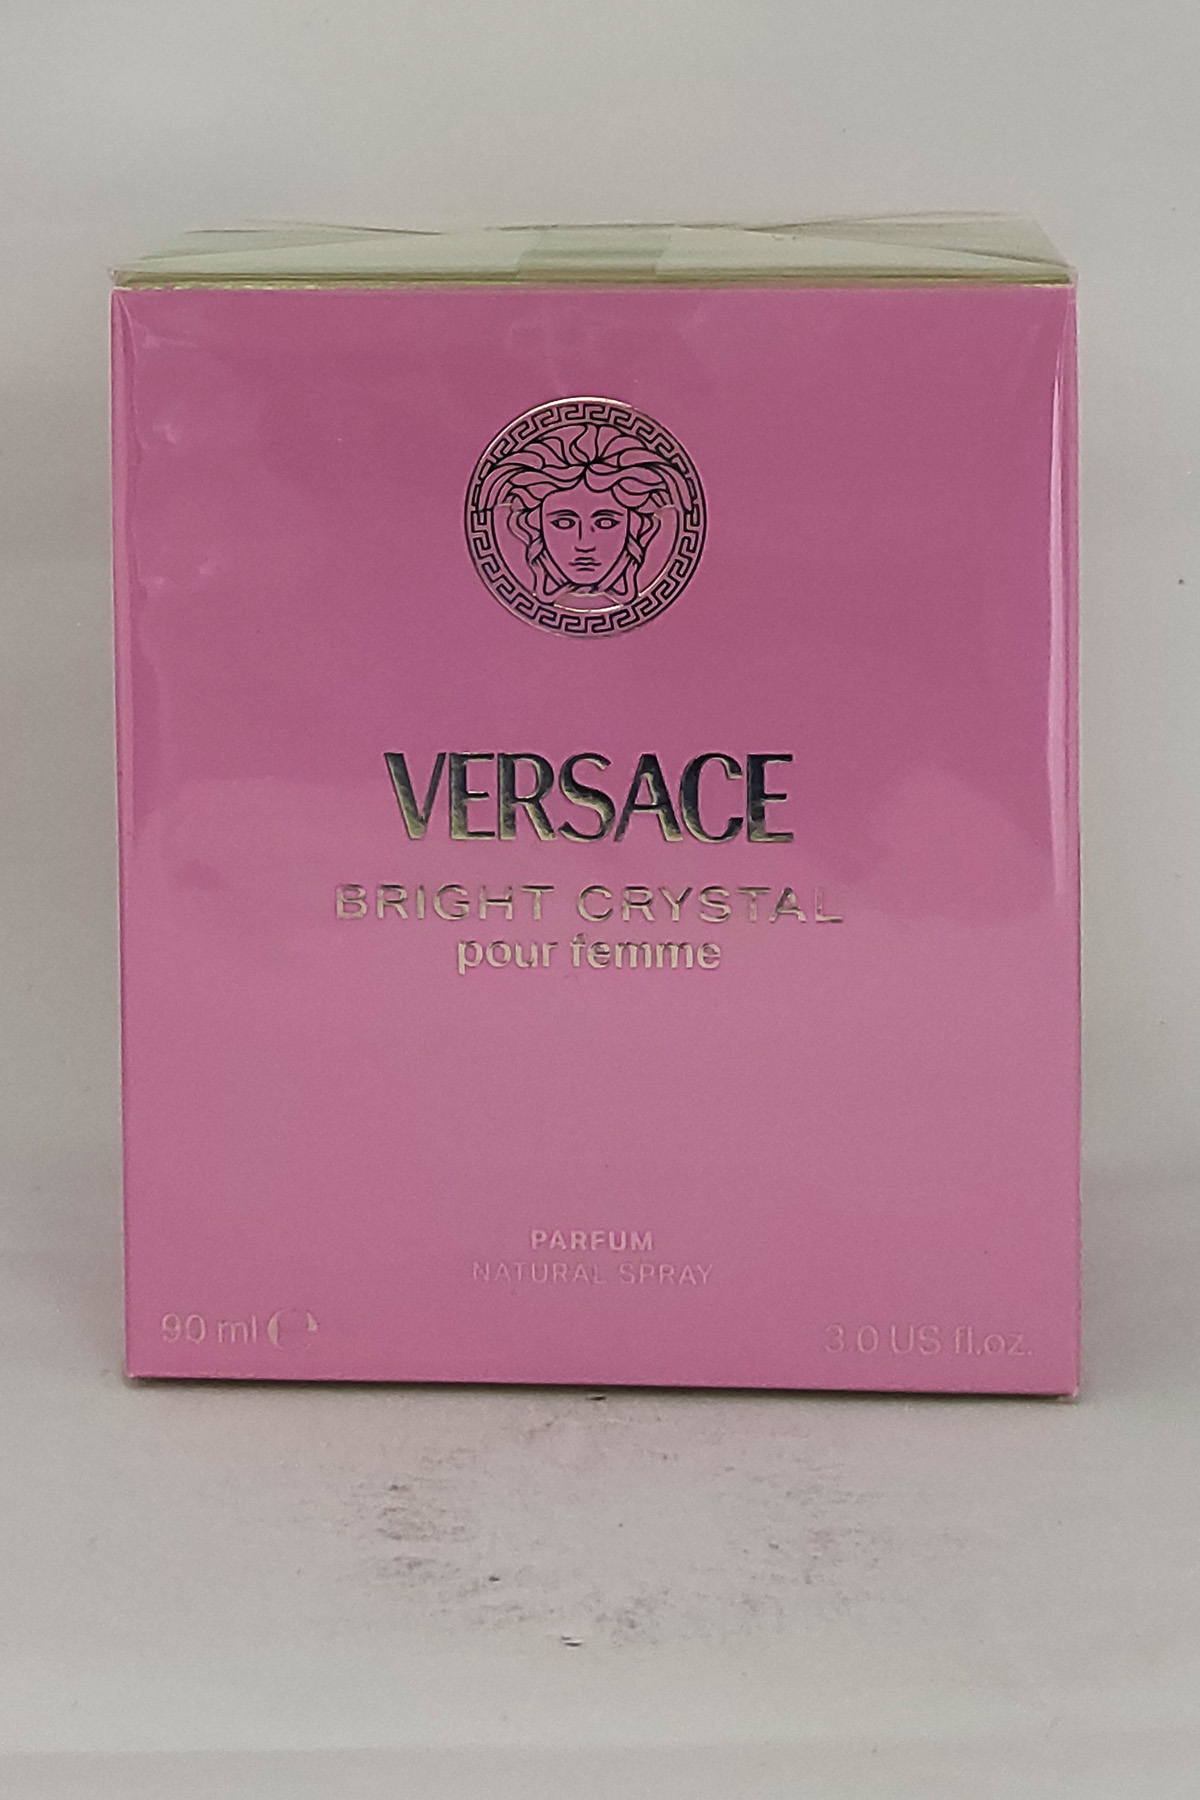 VERSACE
BRIGHT CRYSTAL
pour femme
PARFUM
NATURAL SPRAY
90 ml ℮
3.0 US fl.oz.